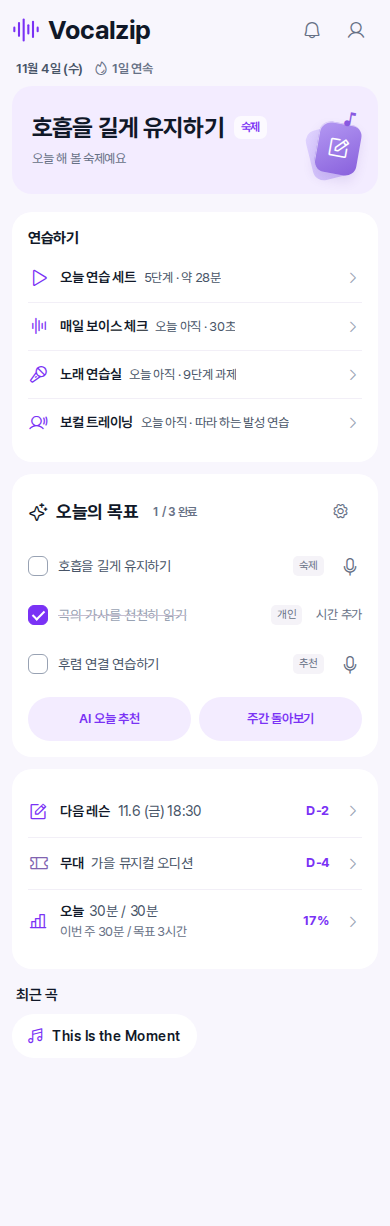 Vocalzip
11월 4일 (수) 1일 연속
호흡을 길게 유지하기 숙제
오늘 해 볼 숙제예요
연습하기
오늘 연습 세트 5단계 · 약 28분
매일 보이스 체크 오늘 아직 · 30초
노래 연습실 오늘 아직 · 9단계 과제
보컬 트레이닝 오늘 아직 · 따라 하는 발성 연습
오늘의 목표 1 / 3 완료
호흡을 길게 유지하기 숙제
곡의 가사를 천천히 읽기 개인 시간 추가
후렴 연결 연습하기 추천
AI 오늘 추천 주간 돌아보기
다음 레슨 11.6 (금) 18:30 D-2
무대 가을 뮤지컬 오디션 D-4
오늘 30분 / 30분 17%
이번 주 30분 / 목표 3시간
최근 곡
This Is the Moment